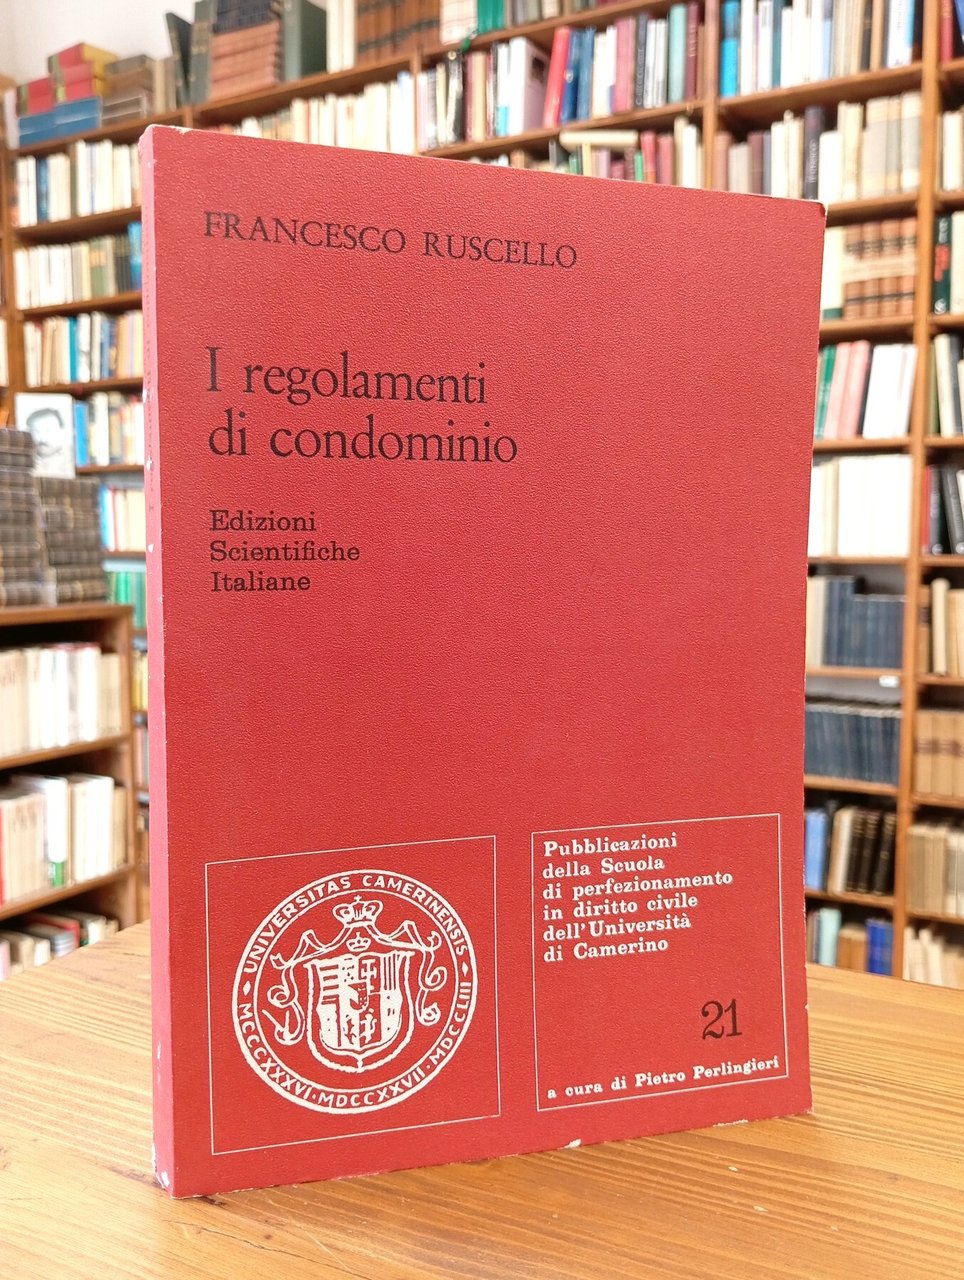 FRANCESCO RUSCELLO
I regolamenti
di condominio
Edizioni
Scientifiche
Italiane
UNIVERSITAS CAMERINENSIS
MCCCXXXVI · MDCCXXVII · MDCCCLIII
Pubblicazioni
della Scuola
di perfezionamento
in diritto civile
dell'Università
di Camerino
21
a cura di Pietro Perlingieri